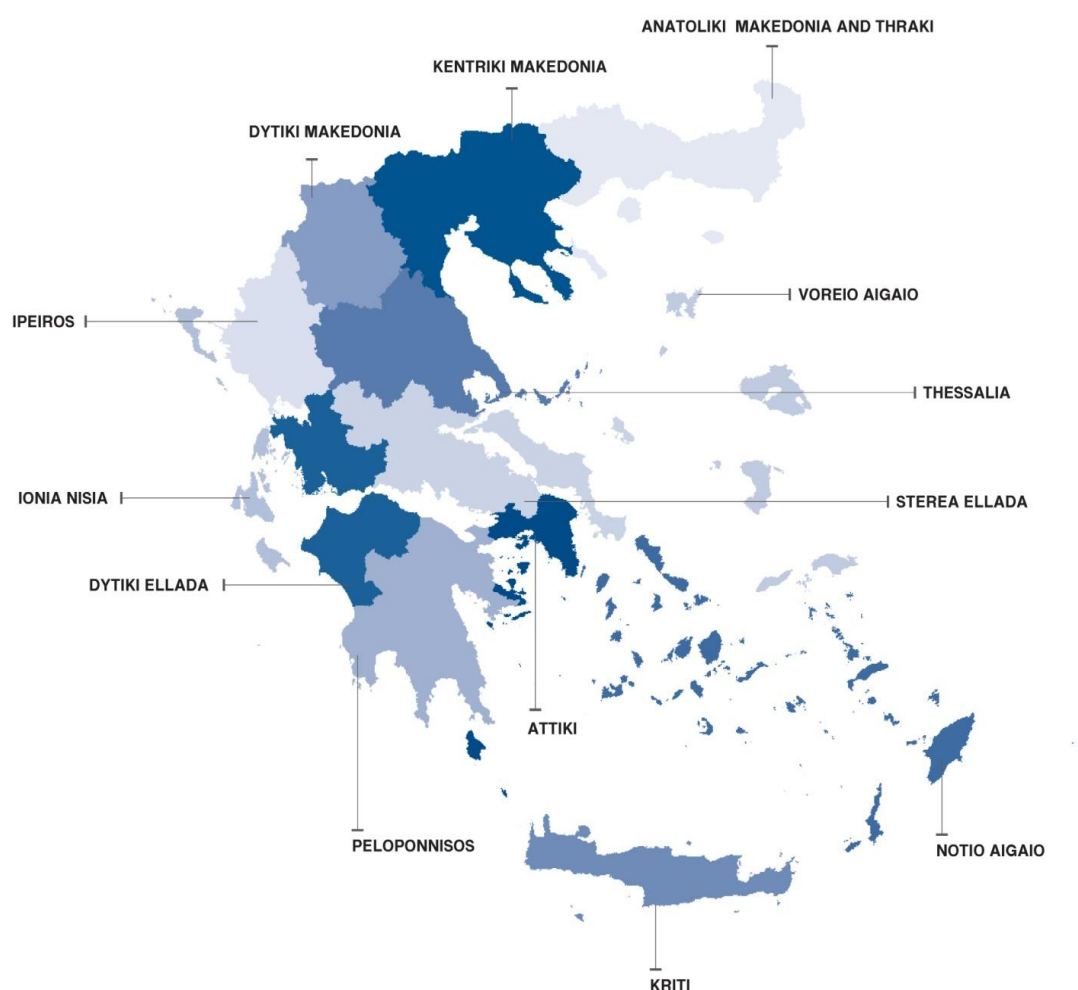 ANATOLIKI MAKEDONIA AND THRAKI
KENTRIKI MAKEDONIA
DYTIKI MAKEDONIA
VOREIO AIGAIO
IPEIROS
THESSALIA
IONIA NISIA
STEREA ELLADA
DYTIKI ELLADA
ATTIKI
PELOPONNISOS
NOTIO AIGAIO
KRITI